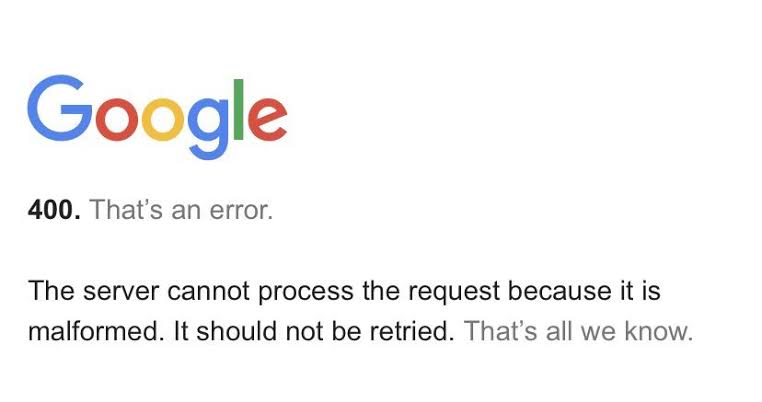 Google
400. That’s an error.
The server cannot process the request because it is
malformed. It should not be retried. That’s all we know.